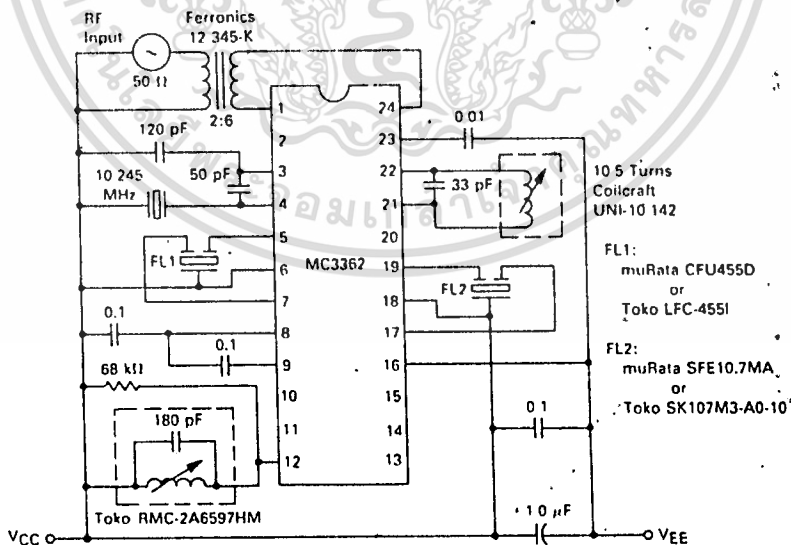 RF
Input
Ferronics
12 345-K
50 Ω
2:6
120 pF
50 pF
10 245
MHz
FL1
0.1
0.1
68 kΩ
180 pF
Toko RMC-2A6597HM
VCC
MC3362
1
2
3
4
5
6
7
8
9
10
11
12
24
23
22
21
20
19
18
17
16
15
14
13
0 01
33 pF
10 5 Turns
Coilcraft
UNI-10 142
FL2
FL1:
muRata CFU455D
or
Toko LFC-455I
FL2:
muRata SFE10.7MA
or
Toko SK107M3-A0-10
0 1
1 0 µF
VEE